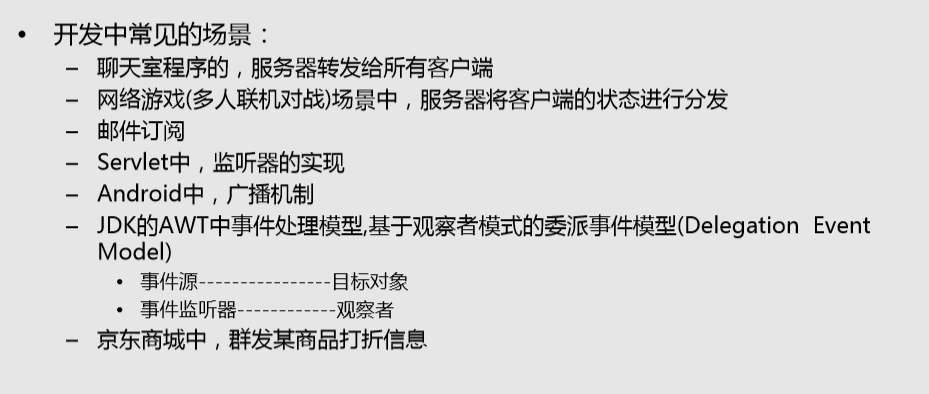 • 开发中常见的场景：
– 聊天室程序的，服务器转发给所有客户端
– 网络游戏(多人联机对战)场景中，服务器将客户端的状态进行分发
– 邮件订阅
– Servlet中，监听器的实现
– Android中，广播机制
– JDK的AWT中事件处理模型,基于观察者模式的委派事件模型(Delegation Event
Model)
• 事件源----------------目标对象
• 事件监听器------------观察者
– 京东商城中，群发某商品打折信息